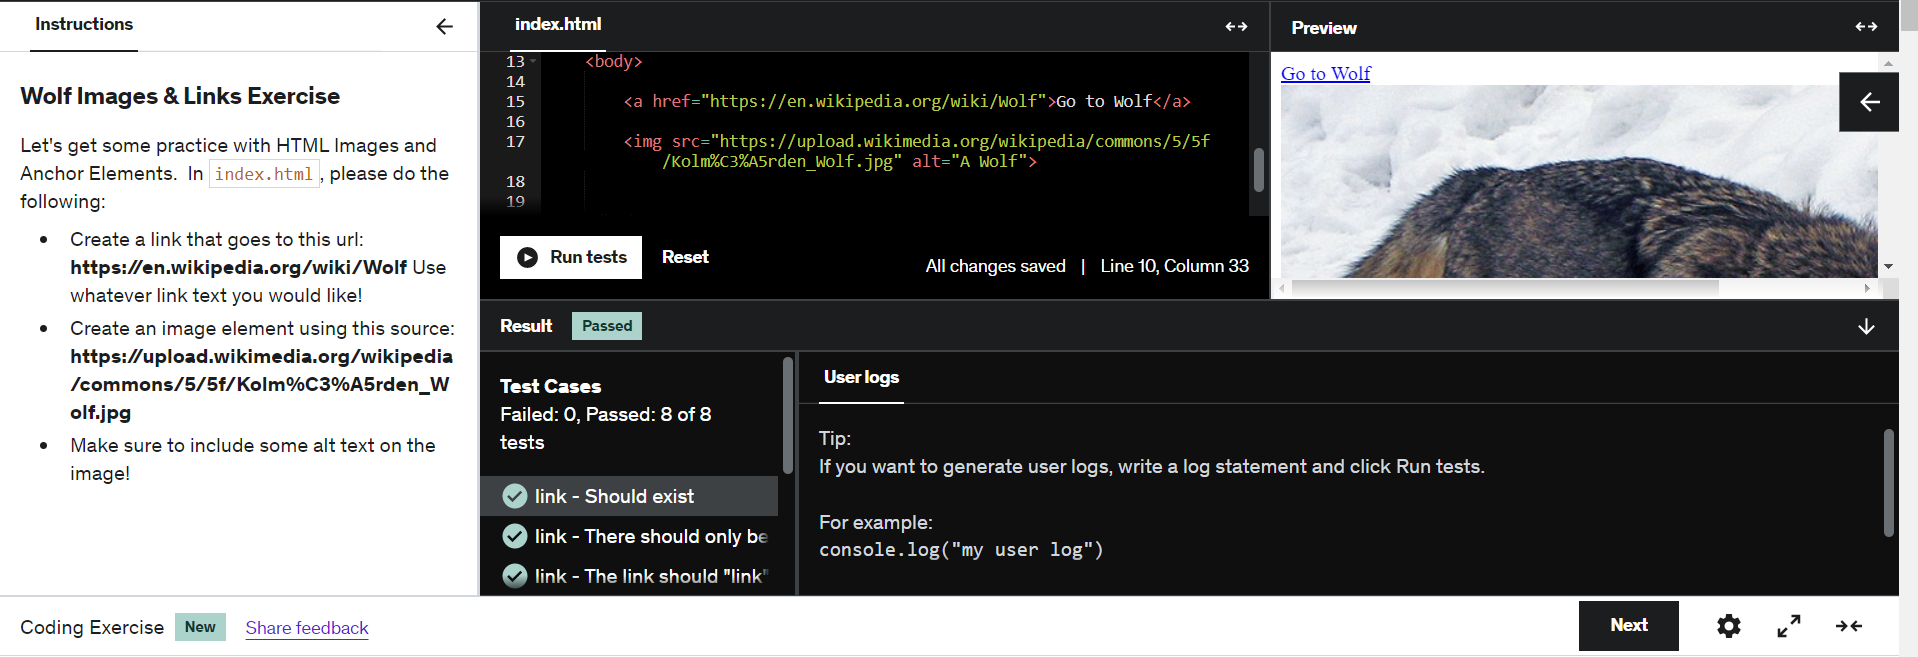 Instructions
Wolf Images & Links Exercise
Let's get some practice with HTML Images and
Anchor Elements. In index.html, please do the
following:
Create a link that goes to this url:
https://en.wikipedia.org/wiki/Wolf Use
whatever link text you would like!
Create an image element using this source:
https://upload.wikimedia.org/wikipedia
/commons/5/5f/Kolm%C3%A5rden_W
olf.jpg
Make sure to include some alt text on the
image!
index.html
13 <body>
14
15 <a href="https://en.wikipedia.org/wiki/Wolf">Go to Wolf</a>
16
17 <img src="https://upload.wikimedia.org/wikipedia/commons/5/5f
/Kolm%C3%A5rden_Wolf.jpg" alt="A Wolf">
18
19
Run tests Reset All changes saved | Line 10, Column 33
Preview
Go to Wolf
Result Passed
Test Cases
Failed: 0, Passed: 8 of 8
tests
link - Should exist
link - There should only be
link - The link should "link"
User logs
Tip:
If you want to generate user logs, write a log statement and click Run tests.
For example:
console.log("my user log")
Coding Exercise New Share feedback Next